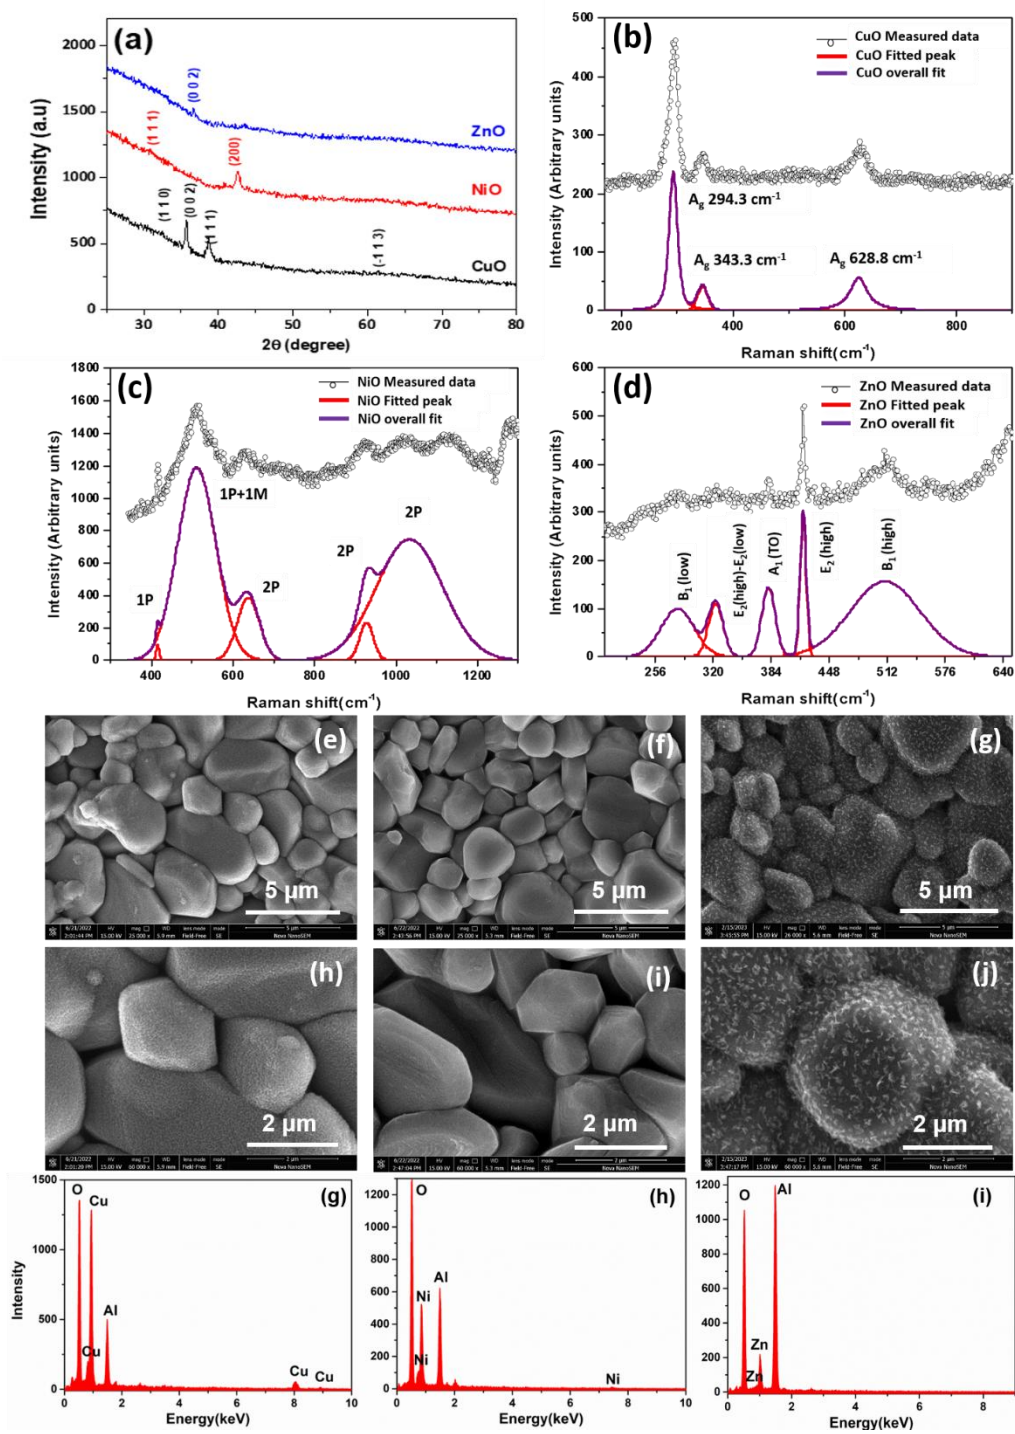 (a)
2000
1500
1000
500
0
Intensity (a.u)
(0 0 2)
ZnO
(1 1 1)
(200)
NiO
(1 1 0)
(0 0 2)
(1 1 1)
(-1 1 3)
CuO
30 40 50 60 70 80
2Θ (degree)
(b)
500
400
300
200
100
0
Intensity (Arbitrary units)
CuO Measured data
CuO Fitted peak
CuO overall fit
Ag 294.3 cm-1
Ag 343.3 cm-1
Ag 628.8 cm-1
200 400 600 800
Raman shift(cm-1)
(c)
1800
1600
1400
1200
1000
800
600
400
200
0
Intensity (Arbitrary units)
NiO Measured data
NiO Fitted peak
NiO overall fit
1P
1P+1M
2P
2P
2P
400 600 800 1000 1200
Raman shift(cm-1)
(d)
600
500
400
300
200
100
0
Intensity (Arbitrary units)
ZnO Measured data
ZnO Fitted peak
ZnO overall fit
B1 (low)
E2(high)-E2(low)
A1 (TO)
E2 (high)
B1 (high)
256 320 384 448 512 576 640
Raman shift(cm-1)
(e)
5 µm
(f)
5 µm
(g)
5 µm
(h)
2 µm
(i)
2 µm
(j)
2 µm
(g)
1500
1000
500
0
Intensity
O
Cu
Cu
Al
Cu
Cu
0 2 4 6 8 10
Energy(keV)
(h)
1200
1000
800
600
400
200
0
O
Ni
Ni
Al
Ni
0 2 4 6 8 10
Energy(keV)
(i)
1200
1000
800
600
400
200
0
O
Al
Zn
Zn
0 2 4 6 8
Energy(keV)